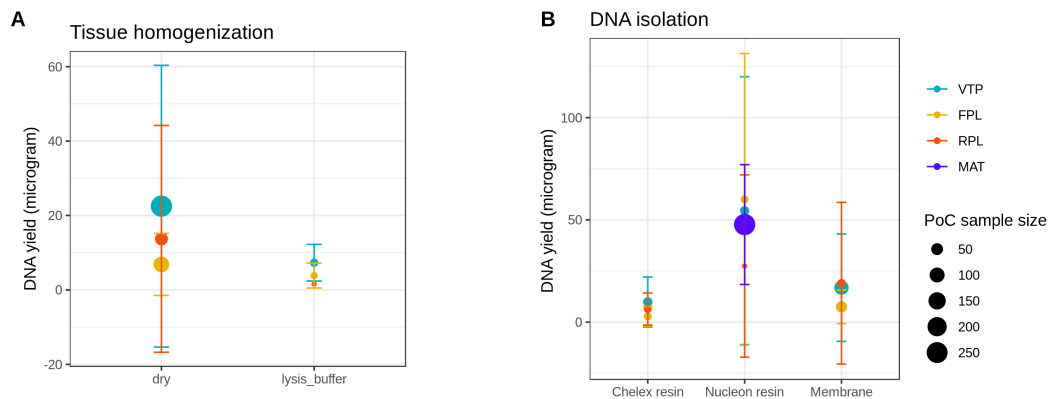 A
Tissue homogenization
DNA yield (microgram)
60
40
20
0
-20
dry
lysis_buffer
B
DNA isolation
DNA yield (microgram)
100
50
0
Chelex resin
Nucleon resin
Membrane
VTP
FPL
RPL
MAT
PoC sample size
50
100
150
200
250